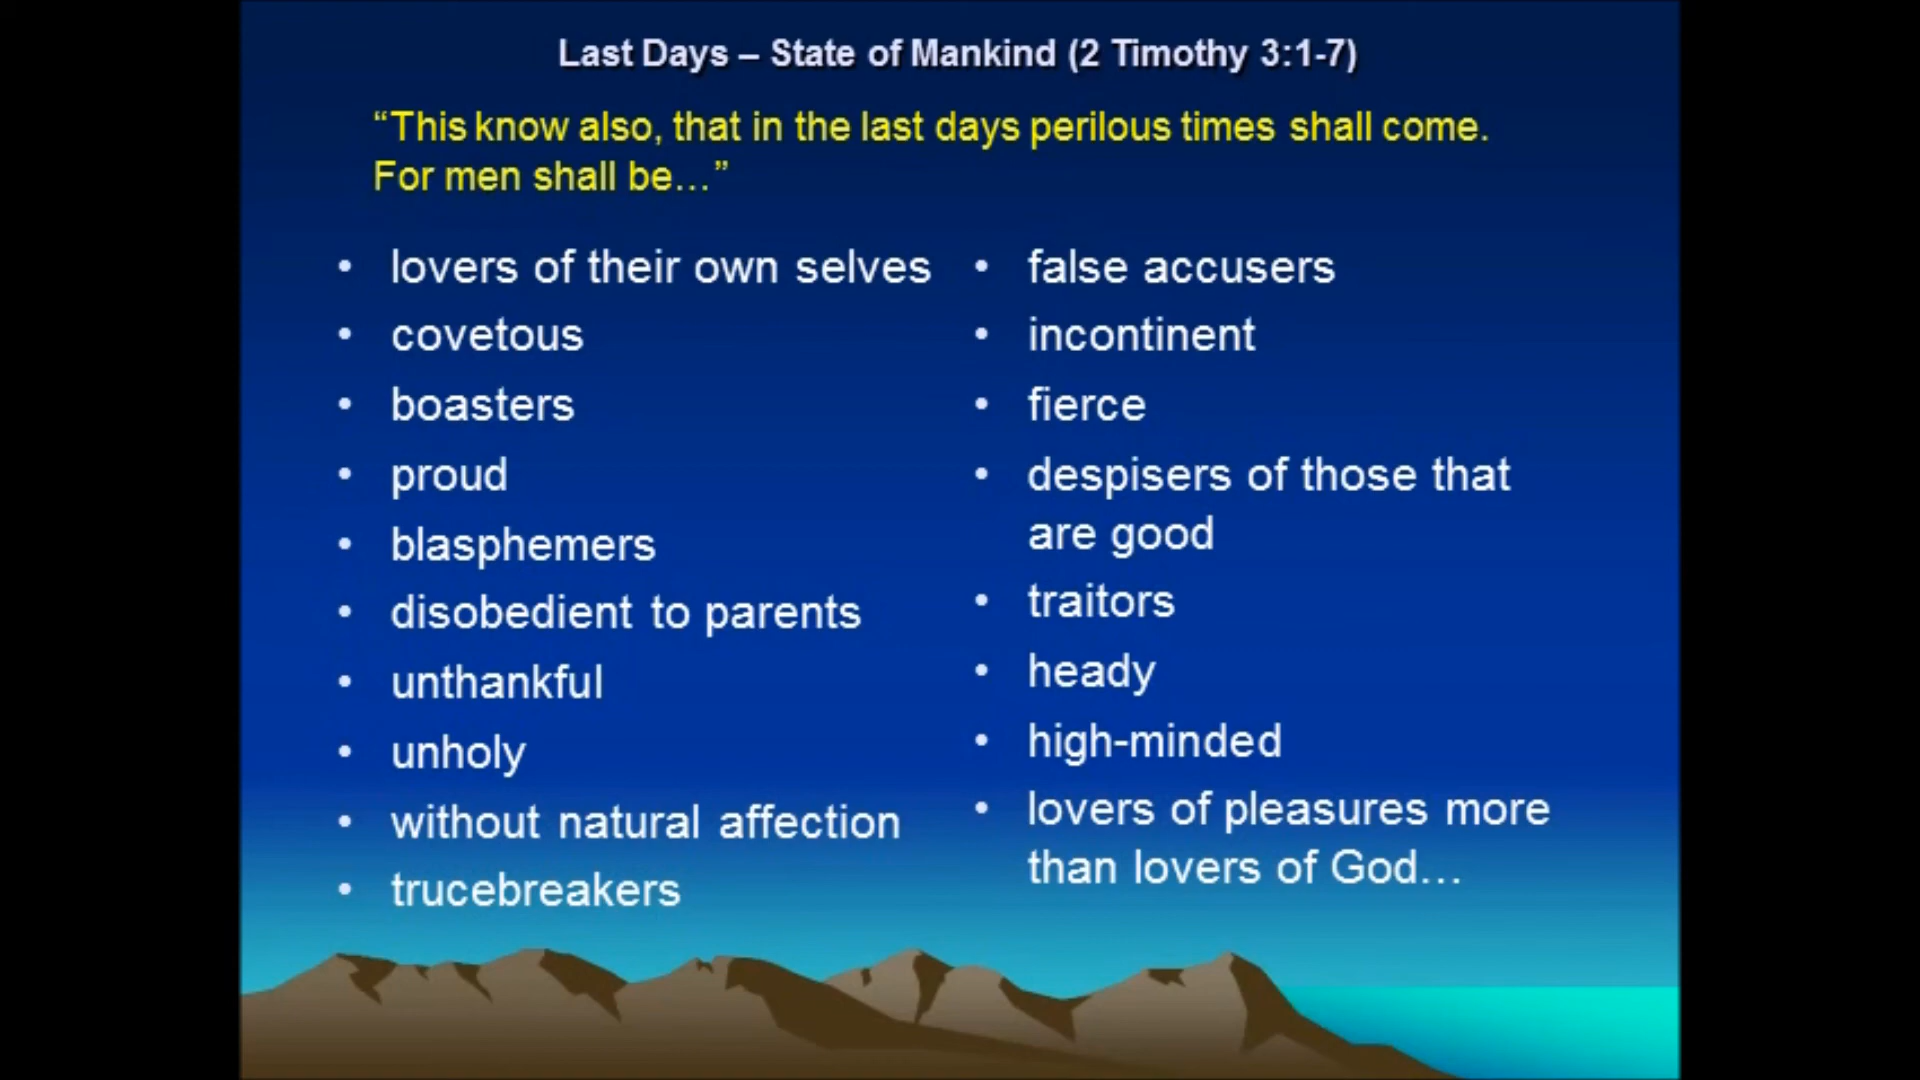 Last Days – State of Mankind (2 Timothy 3:1-7)
“This know also, that in the last days perilous times shall come.
For men shall be…”
• lovers of their own selves
• covetous
• boasters
• proud
• blasphemers
• disobedient to parents
• unthankful
• unholy
• without natural affection
• trucebreakers
• false accusers
• incontinent
• fierce
• despisers of those that
are good
• traitors
• heady
• high-minded
• lovers of pleasures more
than lovers of God…